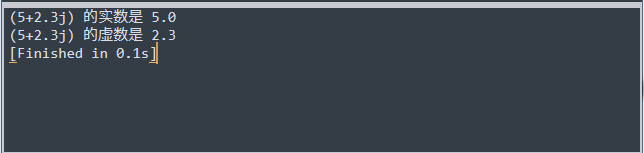 (5+2.3j) 的实数是 5.0
(5+2.3j) 的虚数是 2.3
[Finished in 0.1s]